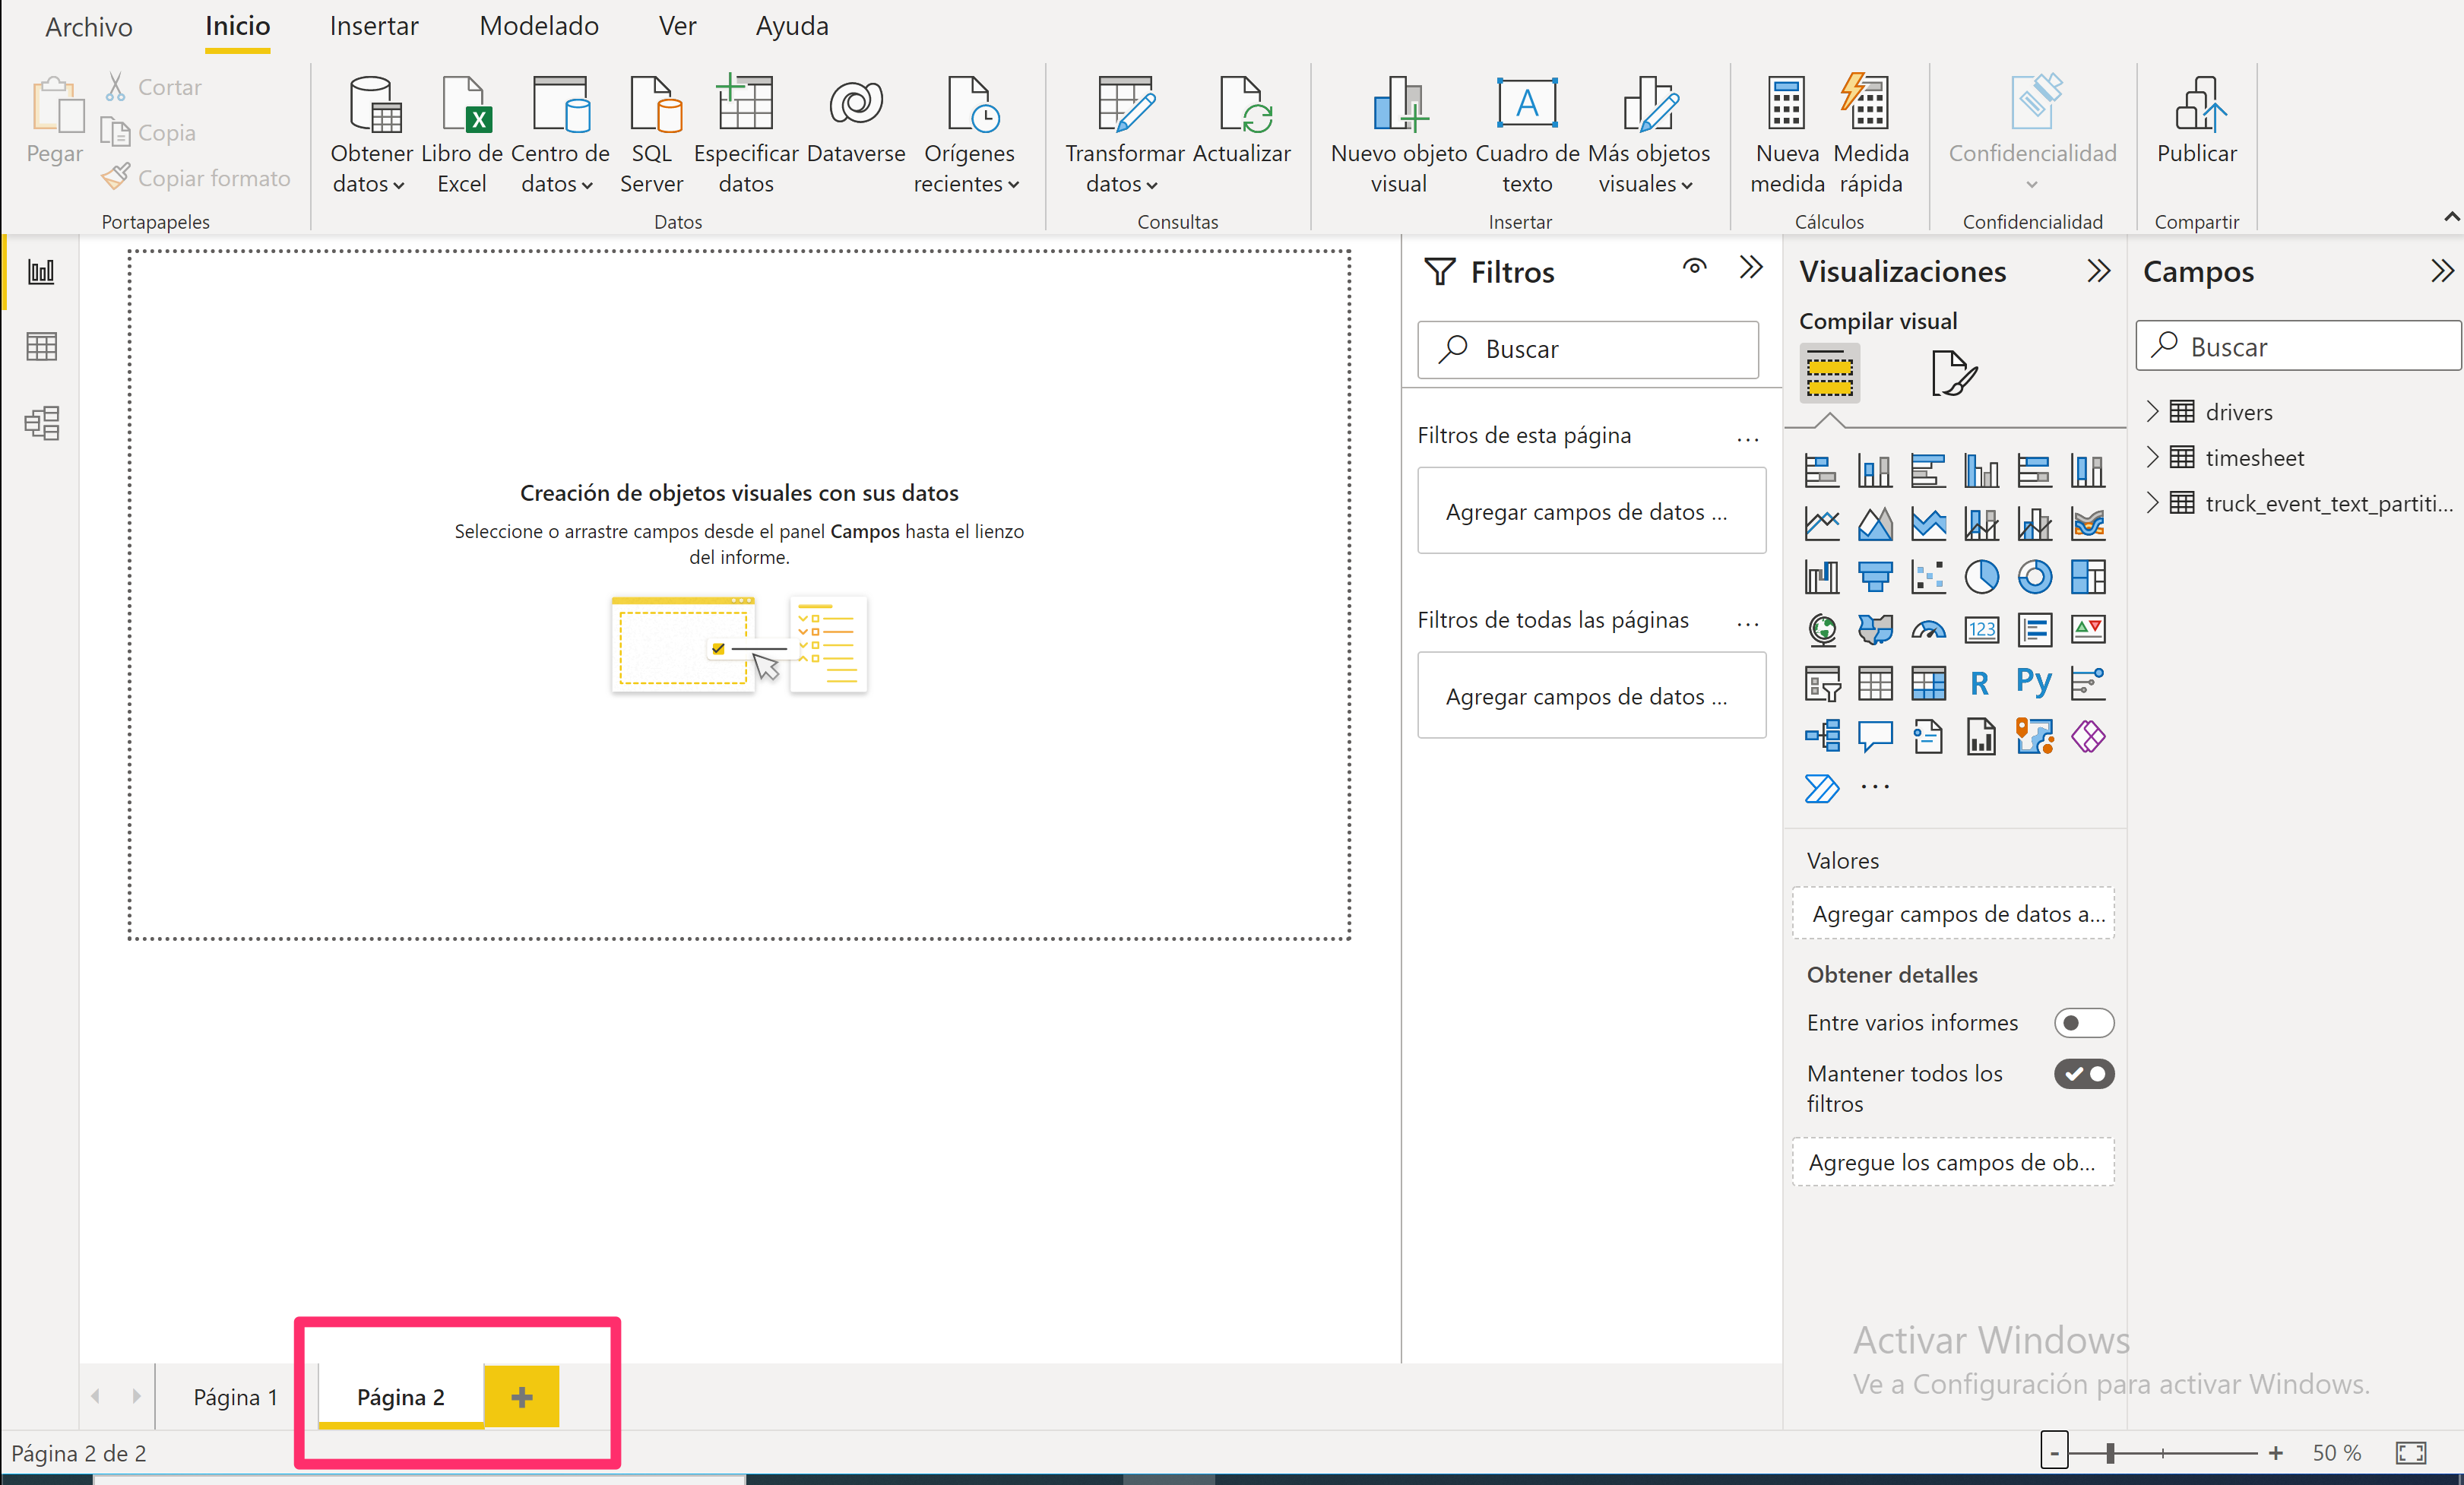 Archivo
Inicio
Insertar
Modelado
Ver
Ayuda
Pegar
Cortar
Copia
Copiar formato
Portapapeles
Obtener
datos
Libro de
Excel
Centro de
datos
SQL
Server
Especificar
datos
Dataverse
Orígenes
recientes
Datos
Transformar
datos
Actualizar
Consultas
Nuevo objeto
visual
A
Cuadro de
texto
Más objetos
visuales
Insertar
Nueva
medida
Medida
rápida
Cálculos
Confidencialidad
Confidencialidad
Publicar
Compartir
Creación de objetos visuales con sus datos
Seleccione o arrastre campos desde el panel Campos hasta el lienzo
del informe.
Filtros
Buscar
Filtros de esta página
...
Agregar campos de datos ...
Filtros de todas las páginas
...
Agregar campos de datos ...
Visualizaciones
Compilar visual
123
R
Py
...
Valores
Agregar campos de datos a...
Obtener detalles
Entre varios informes
Mantener todos los
filtros
Agregue los campos de ob...
Campos
Buscar
drivers
timesheet
truck_event_text_partiti...
Activar Windows
Ve a Configuración para activar Windows.
Página 1
Página 2
+
Página 2 de 2
- + 50 %